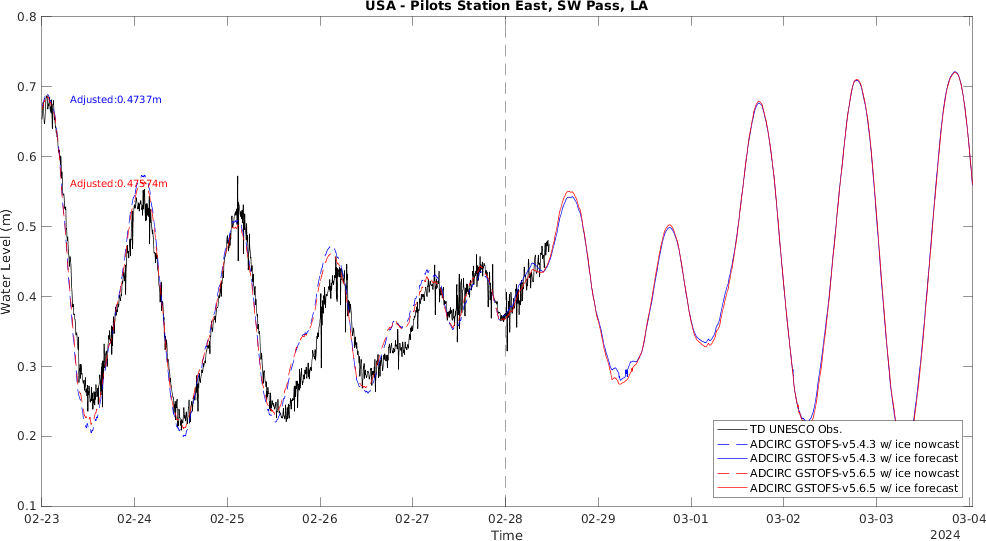 USA - Pilots Station East, SW Pass, LA
0.8
0.7
0.6
0.5
0.4
0.3
0.2
0.1
Water Level (m)
Adjusted:0.4737m
Adjusted:0.47574m
TD UNESCO Obs.
ADCIRC GSTOFS-v5.4.3 w/ ice nowcast
ADCIRC GSTOFS-v5.4.3 w/ ice forecast
ADCIRC GSTOFS-v5.6.5 w/ ice nowcast
ADCIRC GSTOFS-v5.6.5 w/ ice forecast
02-23 02-24 02-25 02-26 02-27 02-28 02-29 03-01 03-02 03-03 03-04
Time
2024